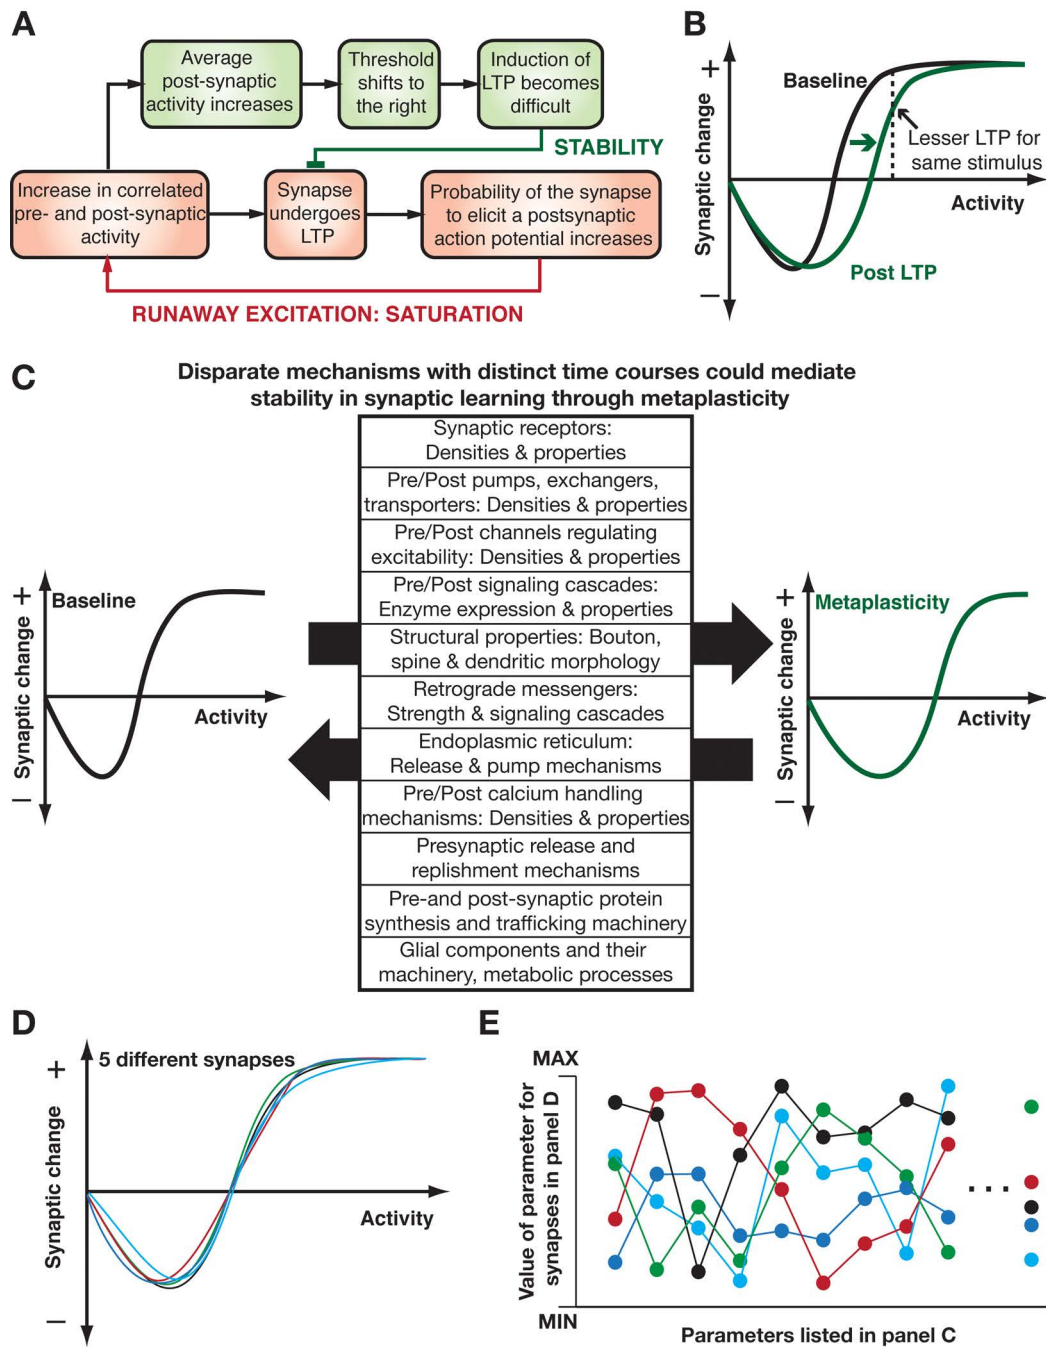 A
Average
post-synaptic
activity increases
Threshold
shifts to
the right
Induction of
LTP becomes
difficult
STABILITY
Increase in correlated
pre- and post-synaptic
activity
Synapse
undergoes
LTP
Probability of the synapse
to elicit a postsynaptic
action potential increases
RUNAWAY EXCITATION: SATURATION
B
+
Baseline
Synaptic change
Lesser LTP for
same stimulus
Activity
Post LTP
–
C
Disparate mechanisms with distinct time courses could mediate
stability in synaptic learning through metaplasticity
Synaptic receptors:
Densities & properties
Pre/Post pumps, exchangers,
transporters: Densities & properties
Pre/Post channels regulating
excitability: Densities & properties
Pre/Post signaling cascades:
Enzyme expression & properties
Structural properties: Bouton,
spine & dendritic morphology
Retrograde messengers:
Strength & signaling cascades
Endoplasmic reticulum:
Release & pump mechanisms
Pre/Post calcium handling
mechanisms: Densities & properties
Presynaptic release and
replishment mechanisms
Pre-and post-synaptic protein
synthesis and trafficking machinery
Glial components and their
machinery, metabolic processes
+
Baseline
Synaptic change
Activity
–
+
Metaplasticity
Synaptic change
Activity
–
D
+
5 different synapses
Synaptic change
Activity
–
E
MAX
Value of parameter for
synapses in panel D
...
MIN
Parameters listed in panel C